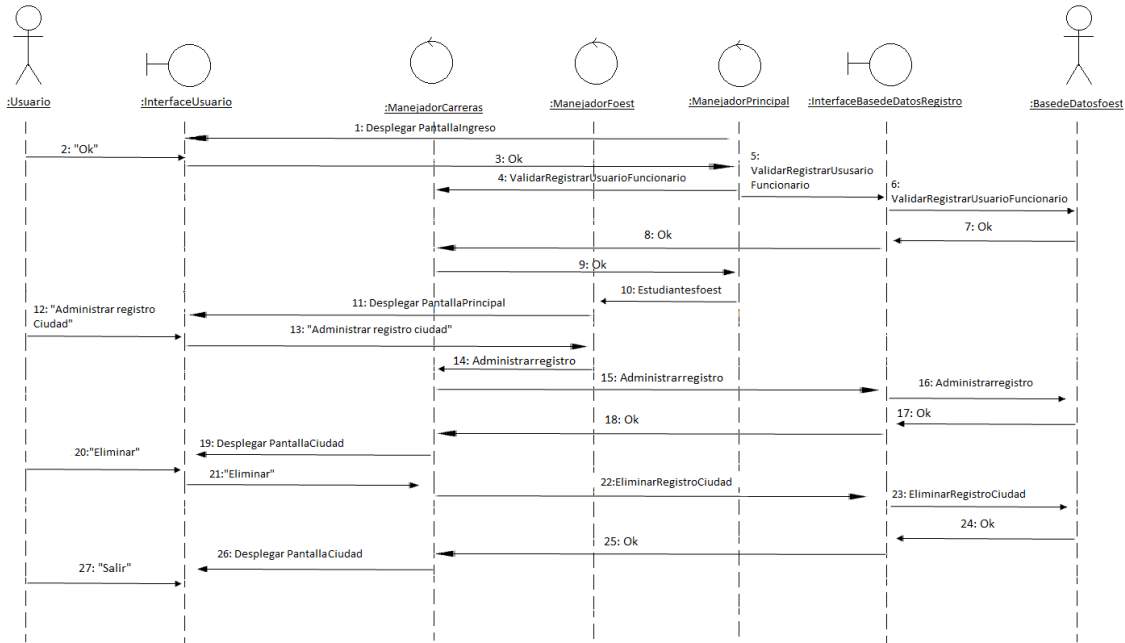 :Usuario
:InterfaceUsuario
:ManejadorCarreras
:ManejadorFoest
:ManejadorPrincipal
:InterfaceBasedeDatosRegistro
:BasedeDatosfoest
1: Desplegar PantallaIngreso
2: "Ok"
3: Ok
4: ValidarRegistrarUsuarioFuncionario
5:
ValidarRegistrarUsusario
Funcionario
6:
ValidarRegistrarUsuarioFuncionario
7: Ok
8: Ok
9: Ok
10: Estudiantesfoest
11: Desplegar PantallaPrincipal
12: "Administrar registro
Ciudad"
13: "Administrar registro ciudad"
14: Administrarregistro
15: Administrarregistro
16: Administrarregistro
17: Ok
18: Ok
19: Desplegar PantallaCiudad
20:"Eliminar"
21:"Eliminar"
22:EliminarRegistroCiudad
23: EliminarRegistroCiudad
24: Ok
25: Ok
26: Desplegar PantallaCiudad
27: "Salir"